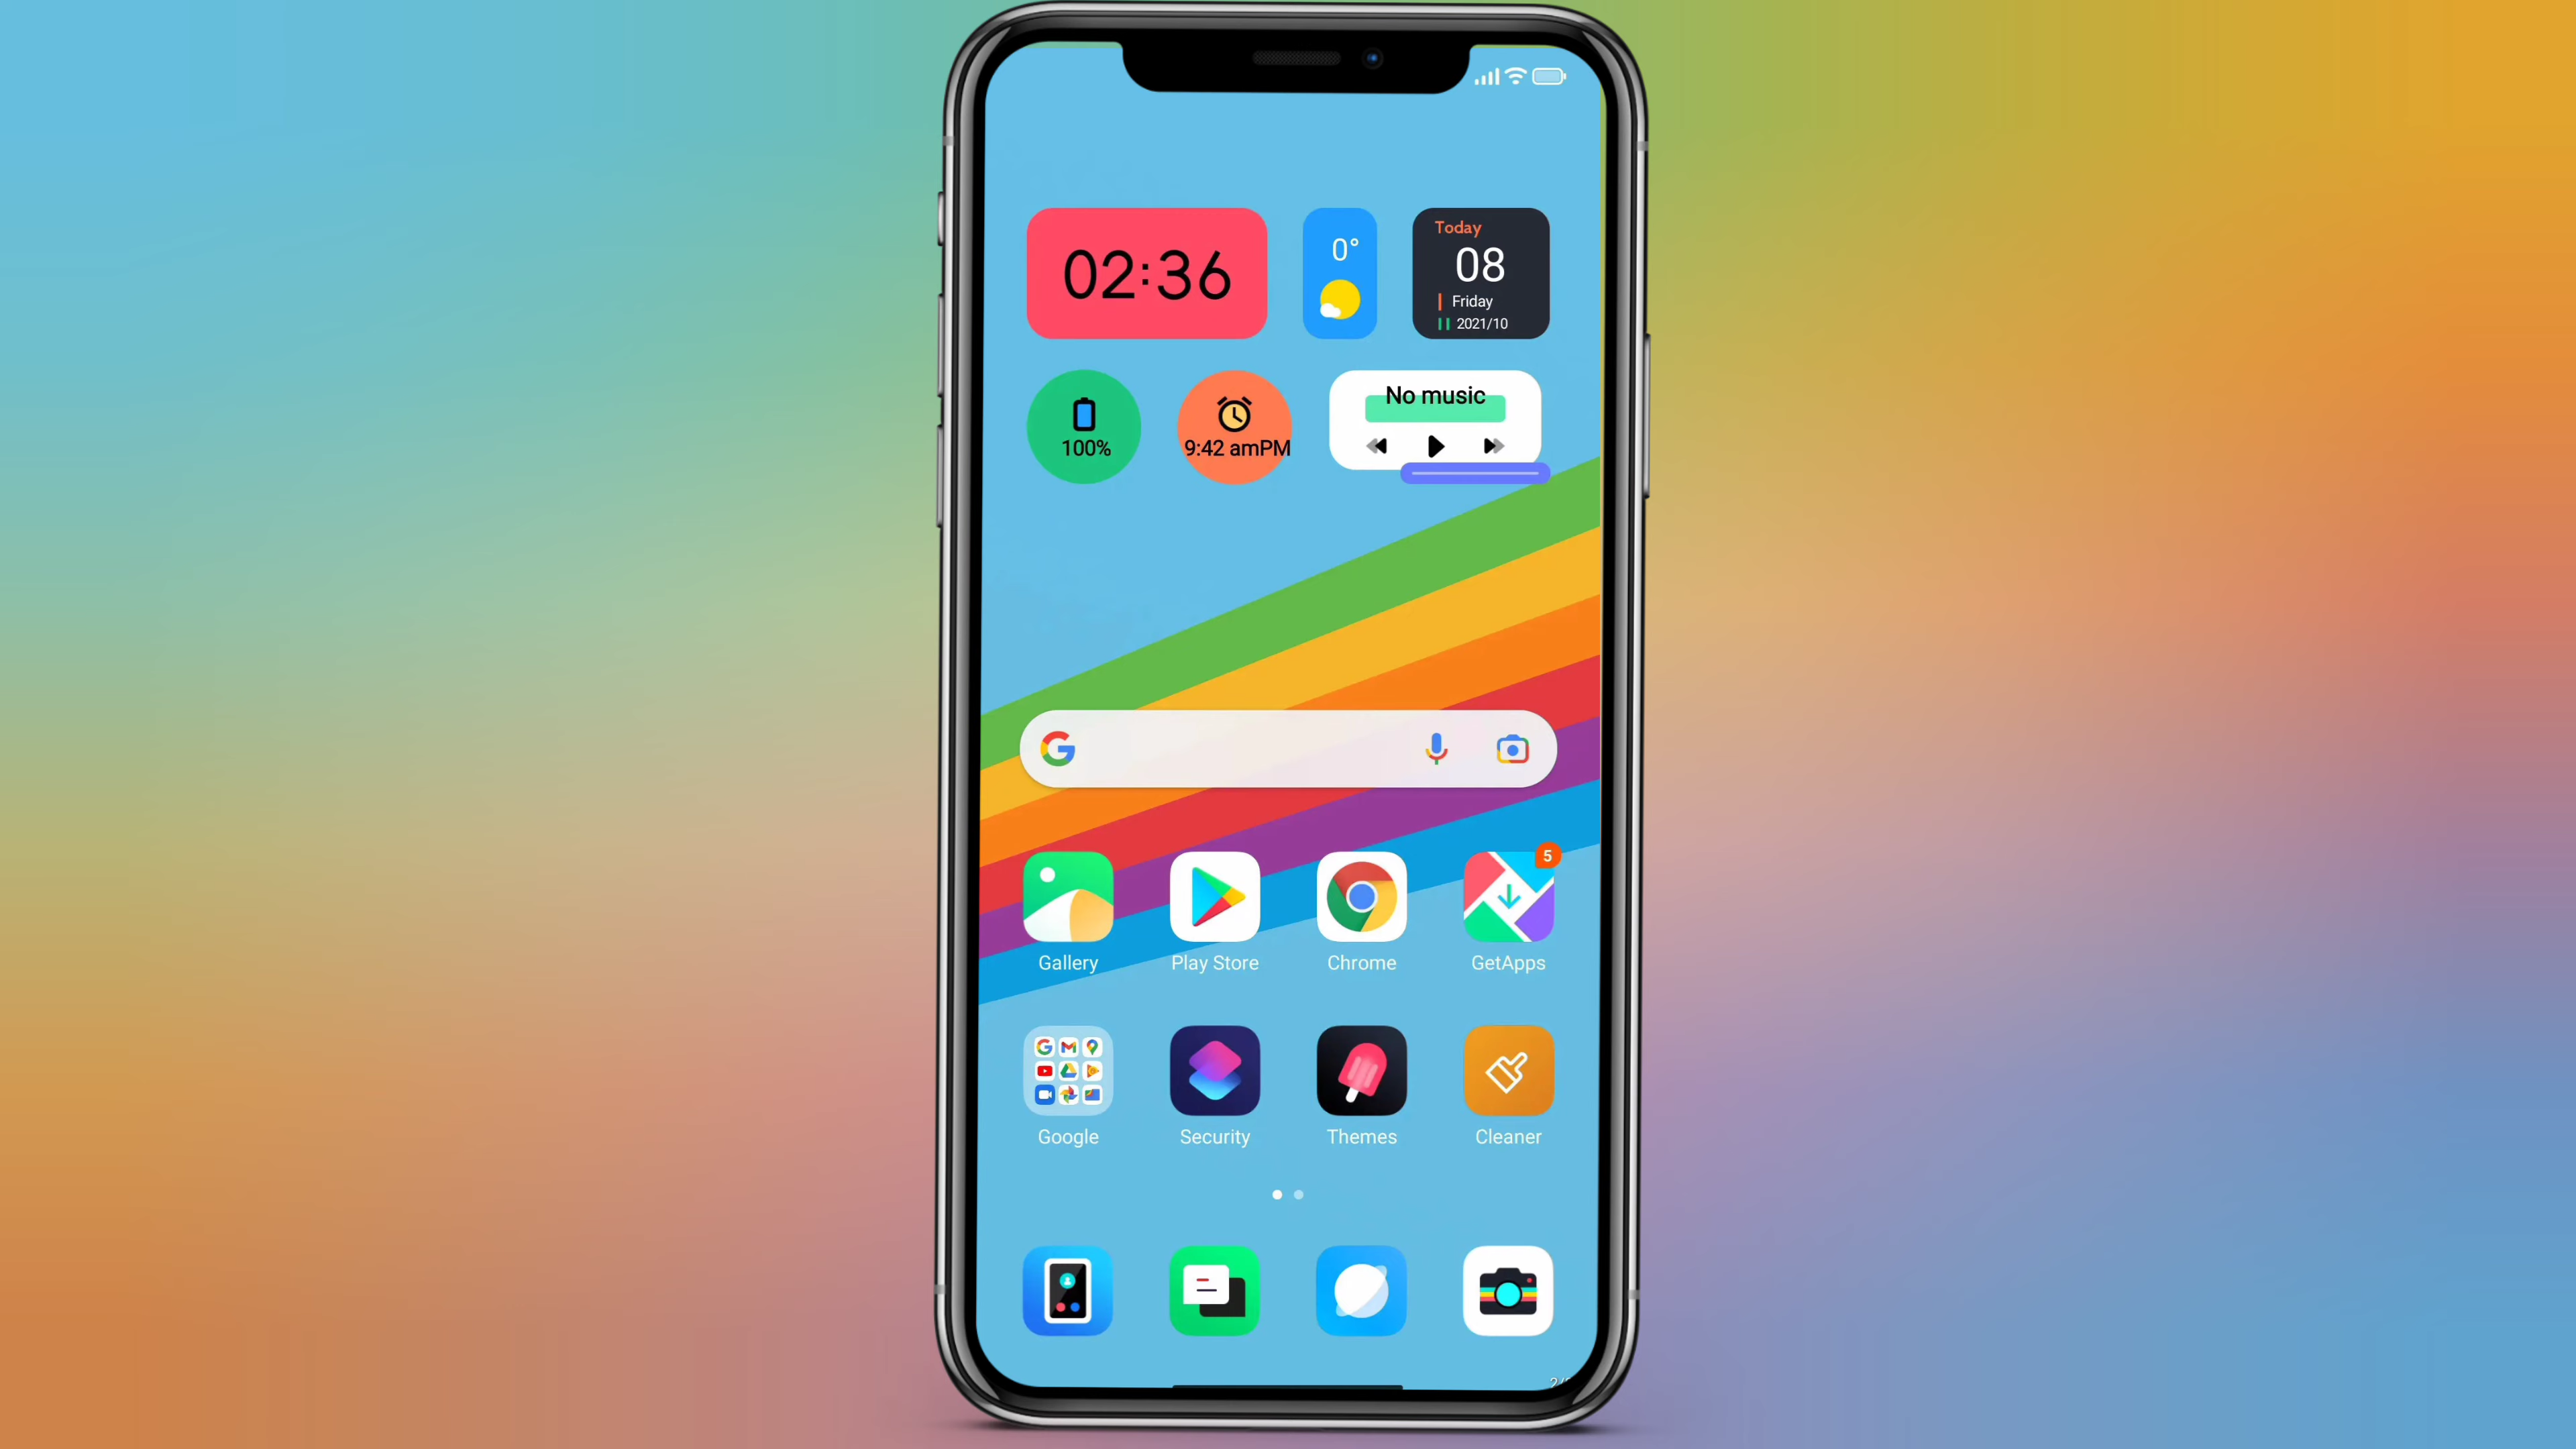 02:36
0°
Today
08
Friday
2021/10
100%
9:42 amPM
No music
5
Gallery
Play Store
Chrome
GetApps
Google
Security
Themes
Cleaner